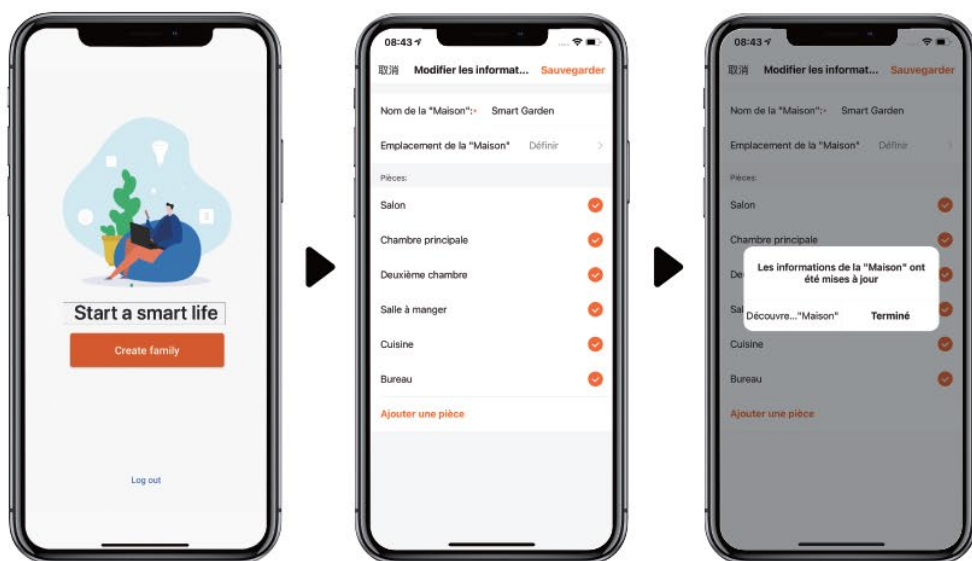 Start a smart life
Create family
Log out
08:43
取消 Modifier les informat... Sauvegarder
Nom de la "Maison":* Smart Garden
Emplacement de la "Maison" Définir
Pièces:
Salon
Chambre principale
Deuxième chambre
Salle à manger
Cuisine
Bureau
Ajouter une pièce
08:43
取消 Modifier les informat... Sauvegarder
Nom de la "Maison":* Smart Garden
Emplacement de la "Maison" Définir
Pièces:
Salon
Chambre principale
De
Les informations de la "Maison" ont
été mises à jour
Sal
Découvre..."Maison" Terminé
Cuisine
Bureau
Ajouter une pièce